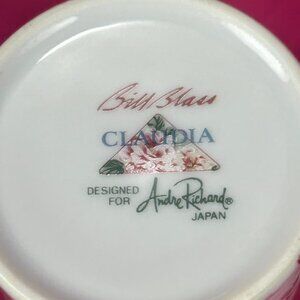 Bill Blass
CLAUDIA
DESIGNED
FOR
Andre Richard®
JAPAN